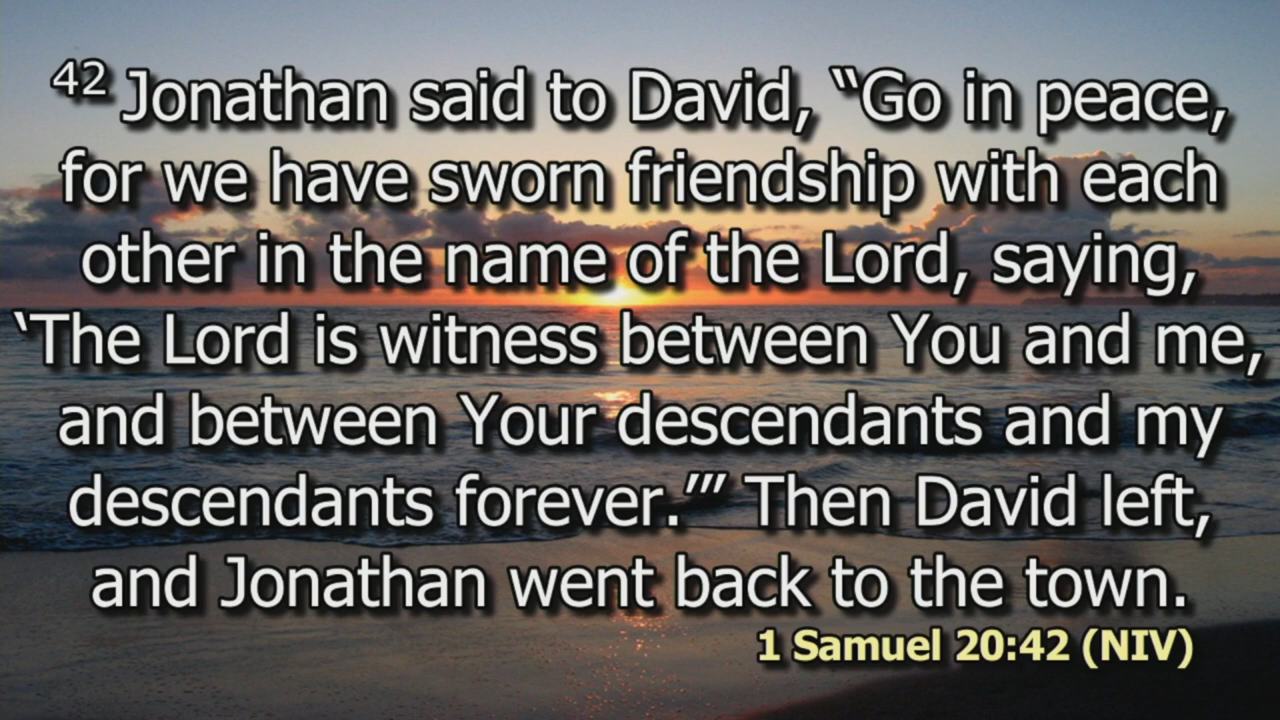 42 Jonathan said to David, “Go in peace,
for we have sworn friendship with each
other in the name of the Lord, saying,
‘The Lord is witness between You and me,
and between Your descendants and my
descendants forever.’” Then David left,
and Jonathan went back to the town.
1 Samuel 20:42 (NIV)